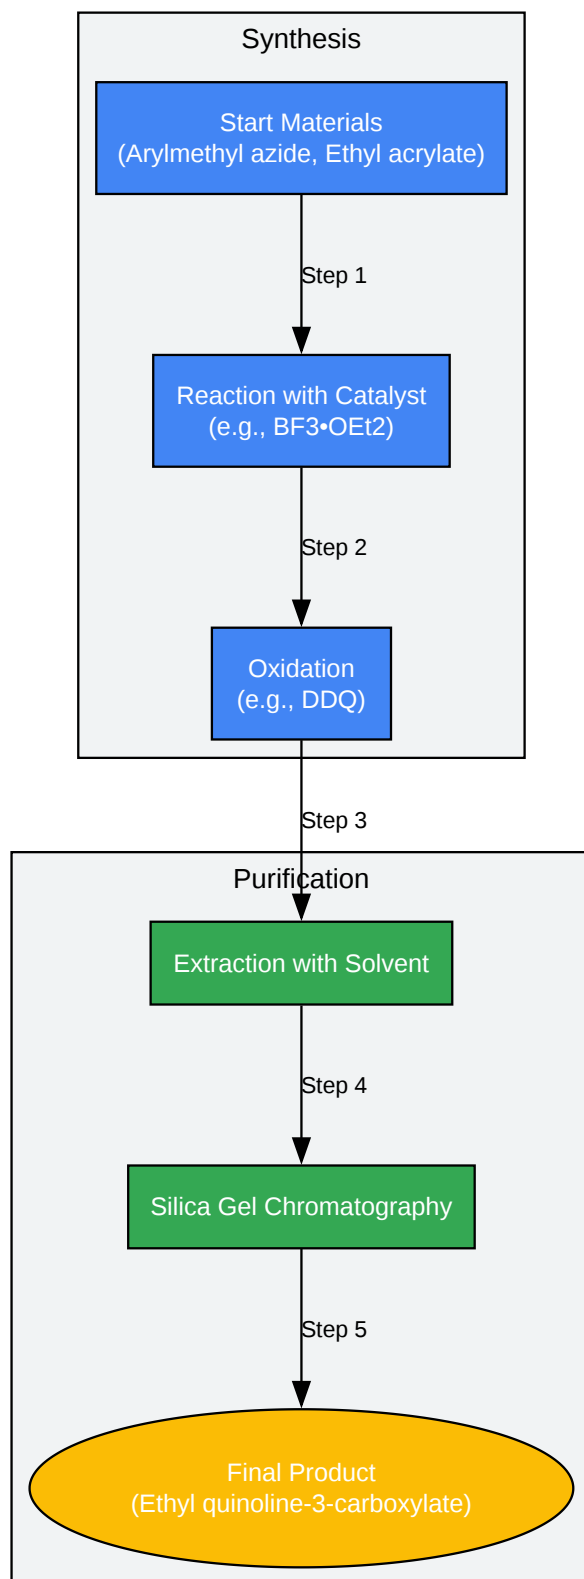 Synthesis
Start Materials
(Arylmethyl azide, Ethyl acrylate)
Step 1
Reaction with Catalyst
(e.g., BF3•OEt2)
Step 2
Oxidation
(e.g., DDQ)
Step 3
Purification
Extraction with Solvent
Step 4
Silica Gel Chromatography
Step 5
Final Product
(Ethyl quinoline-3-carboxylate)